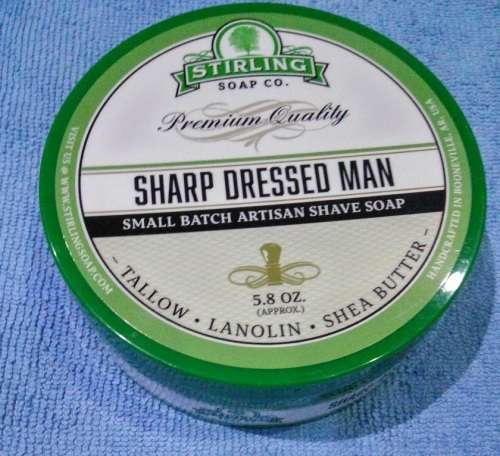 STIRLING
SOAP CO.
Premium Quality
SHARP DRESSED MAN
SMALL BATCH ARTISAN SHAVE SOAP
5.8 OZ.
(APPROX.)
– TALLOW • LANOLIN • SHEA BUTTER –
VISIT US @ WWW.STIRLINGSOAP.COM
HANDCRAFTED IN BOONEVILLE, AR, USA